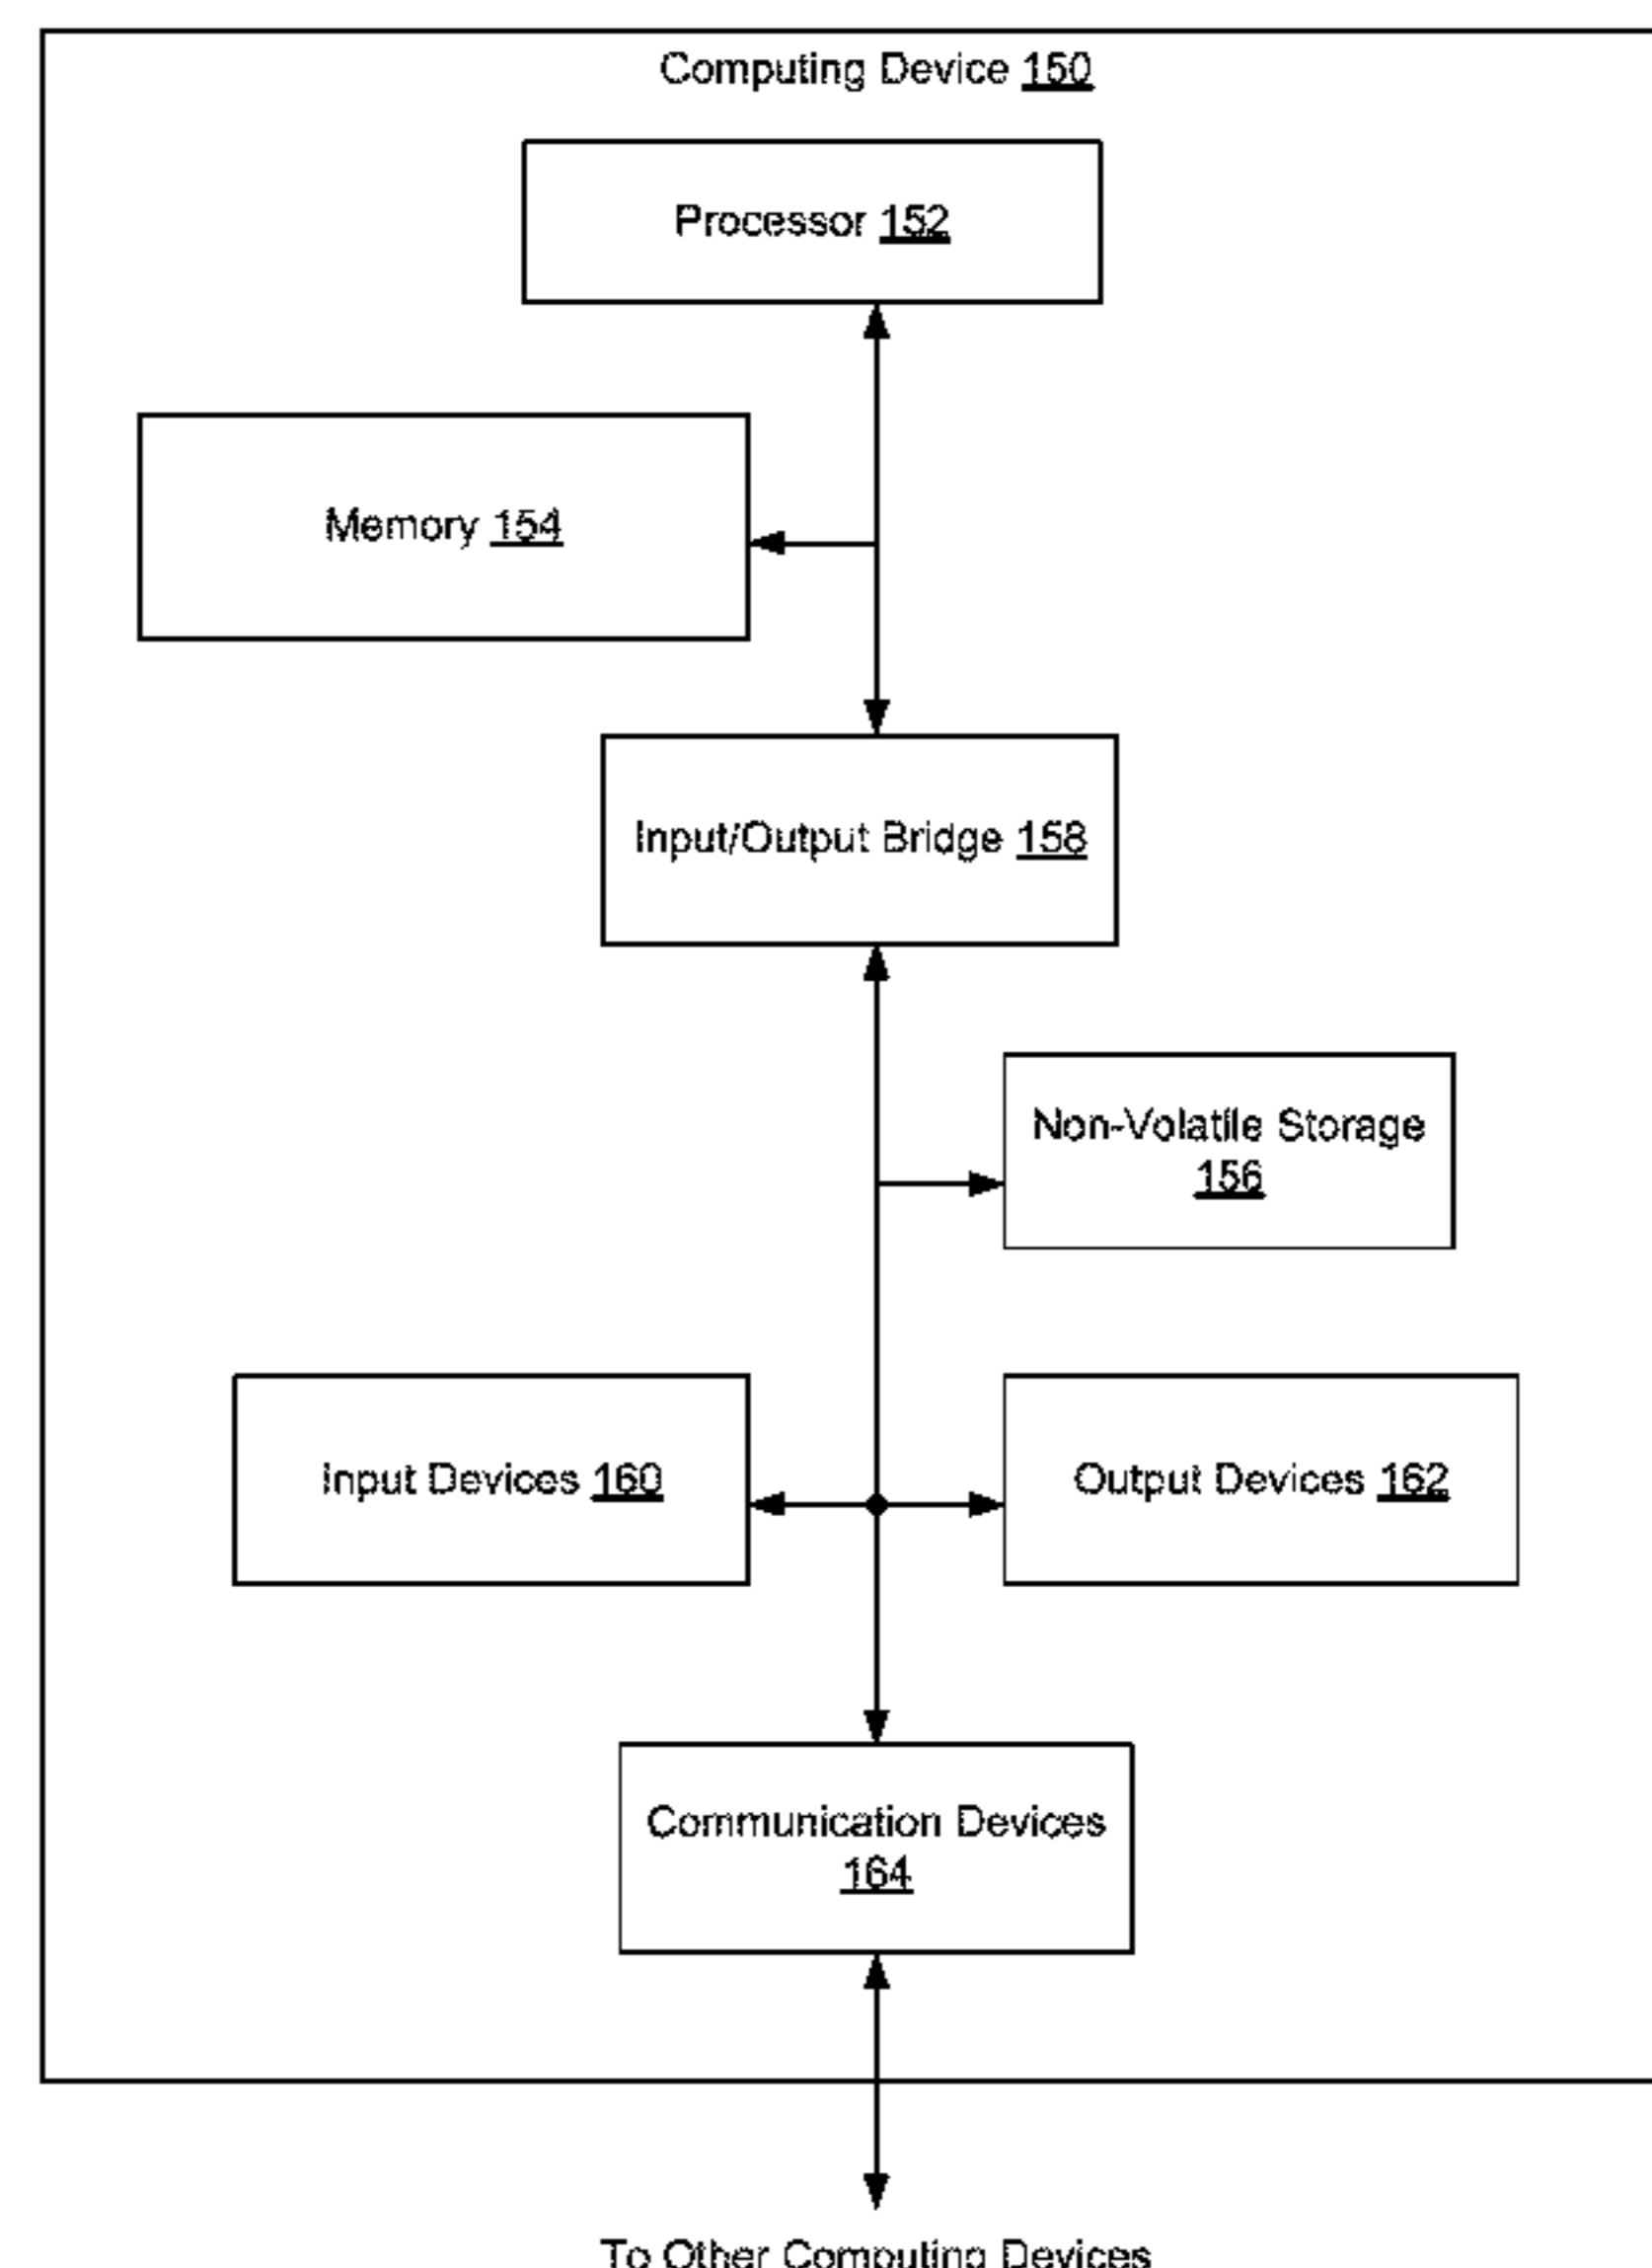 Computing Device 150
Processor 152
Memory 154
Input/Output Bridge 158
Non-Volatile Storage
156
Input Devices 160
Output Devices 162
Communication Devices
164
To Other Computing Devices